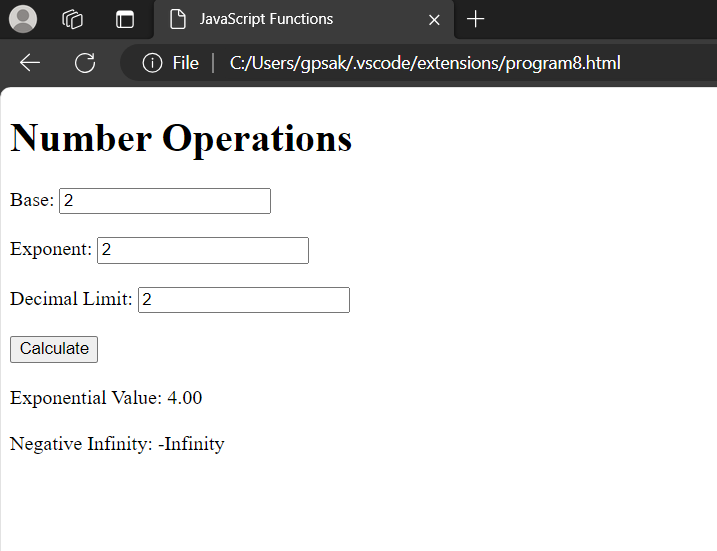 JavaScript Functions
File
C:/Users/gpsak/.vscode/extensions/program8.html
Number Operations
Base: 2
Exponent: 2
Decimal Limit: 2
Calculate
Exponential Value: 4.00
Negative Infinity: -Infinity